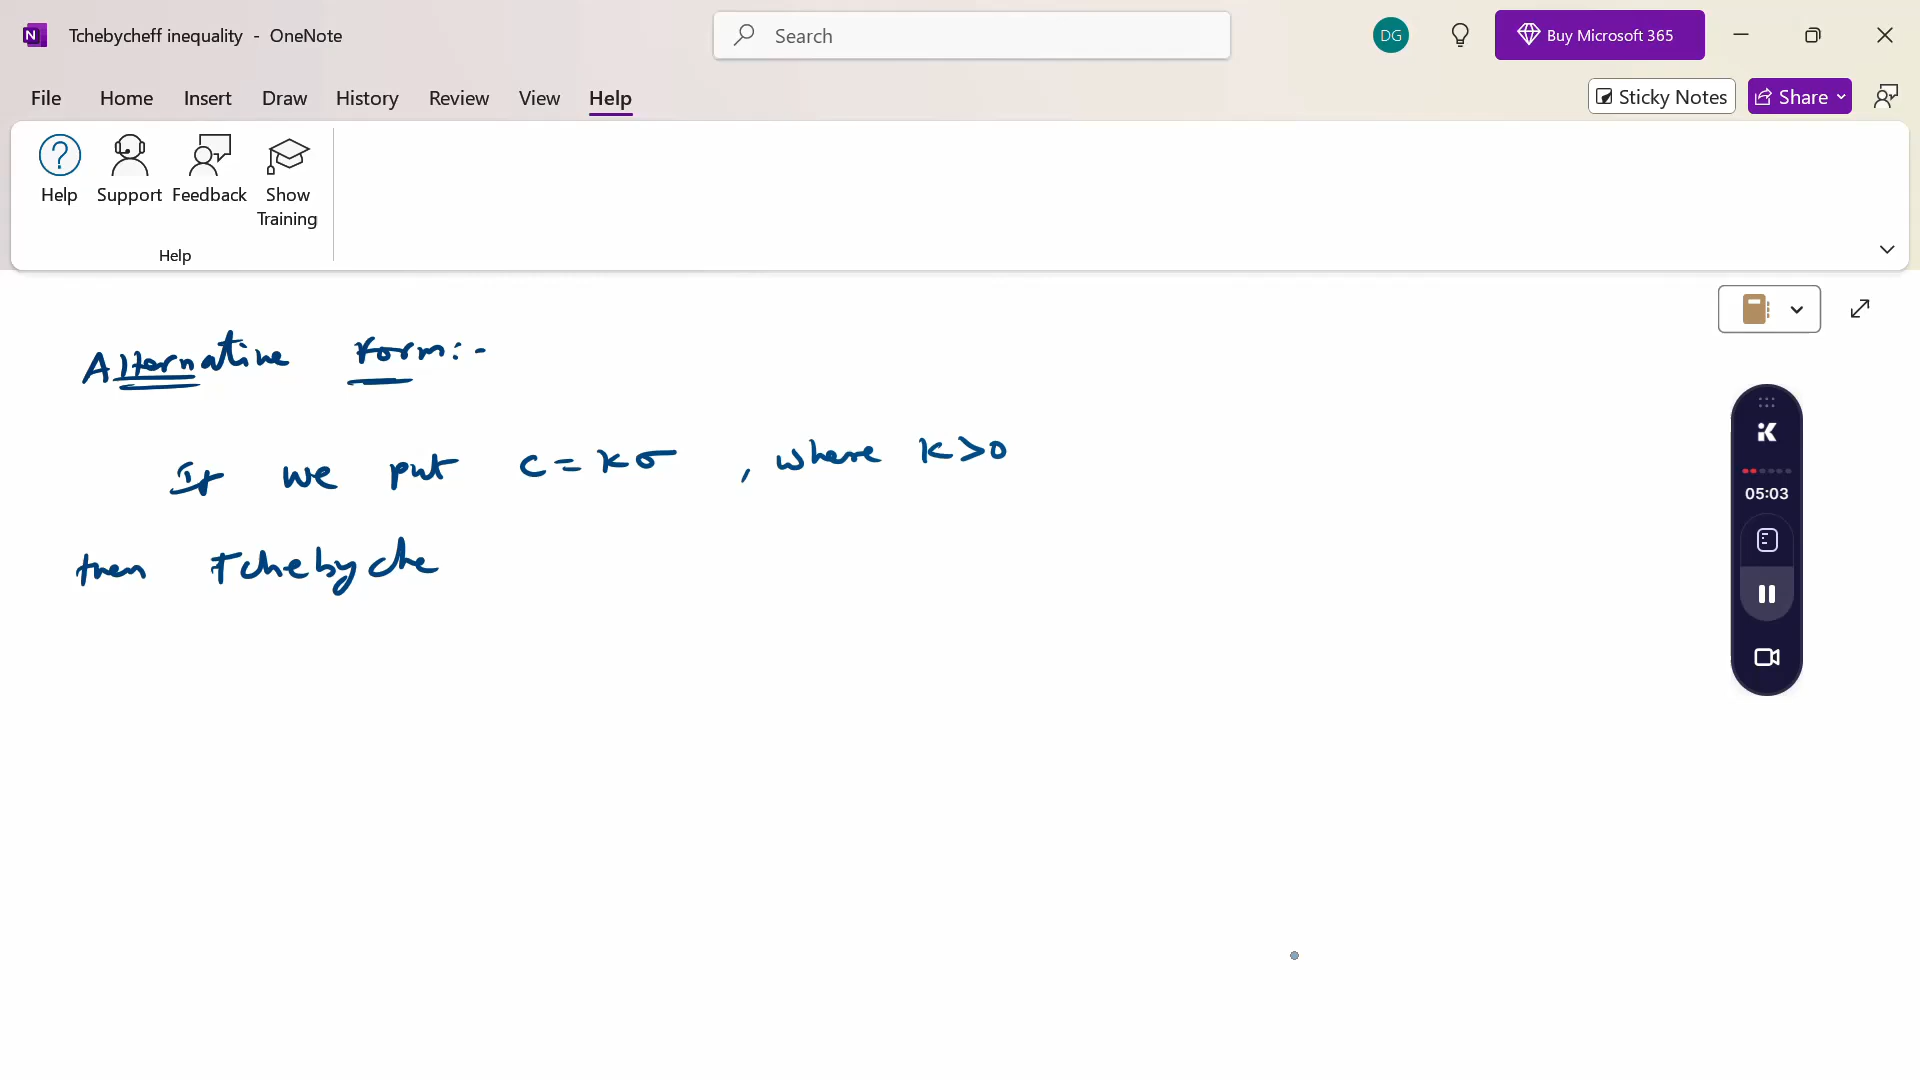 Tchebycheff inequality - OneNote
Search
DG
Buy Microsoft 365
File Home Insert Draw History Review View Help
Sticky Notes
Share
Help Support Feedback Show Training
Help
Alternative Form:-
If we put c = kσ , where k>0
05:03
then Tchebyche